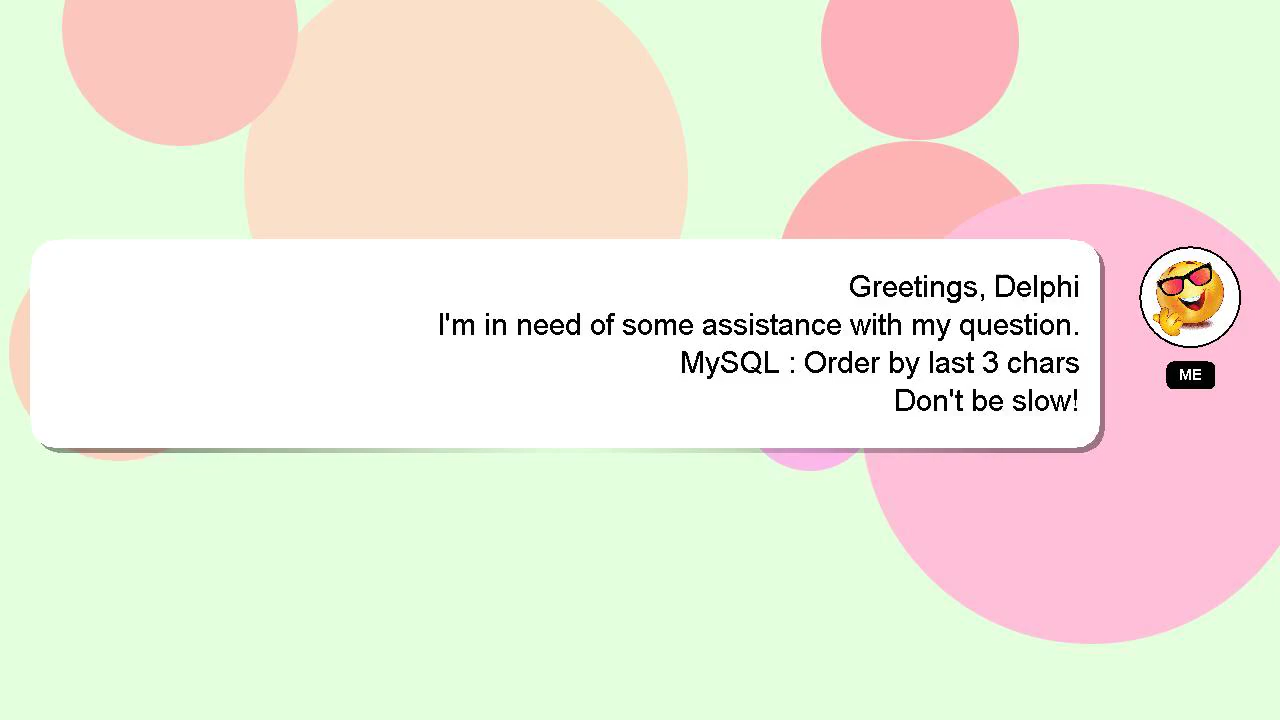 Greetings, Delphi
I'm in need of some assistance with my question.
MySQL : Order by last 3 chars
Don't be slow!
ME